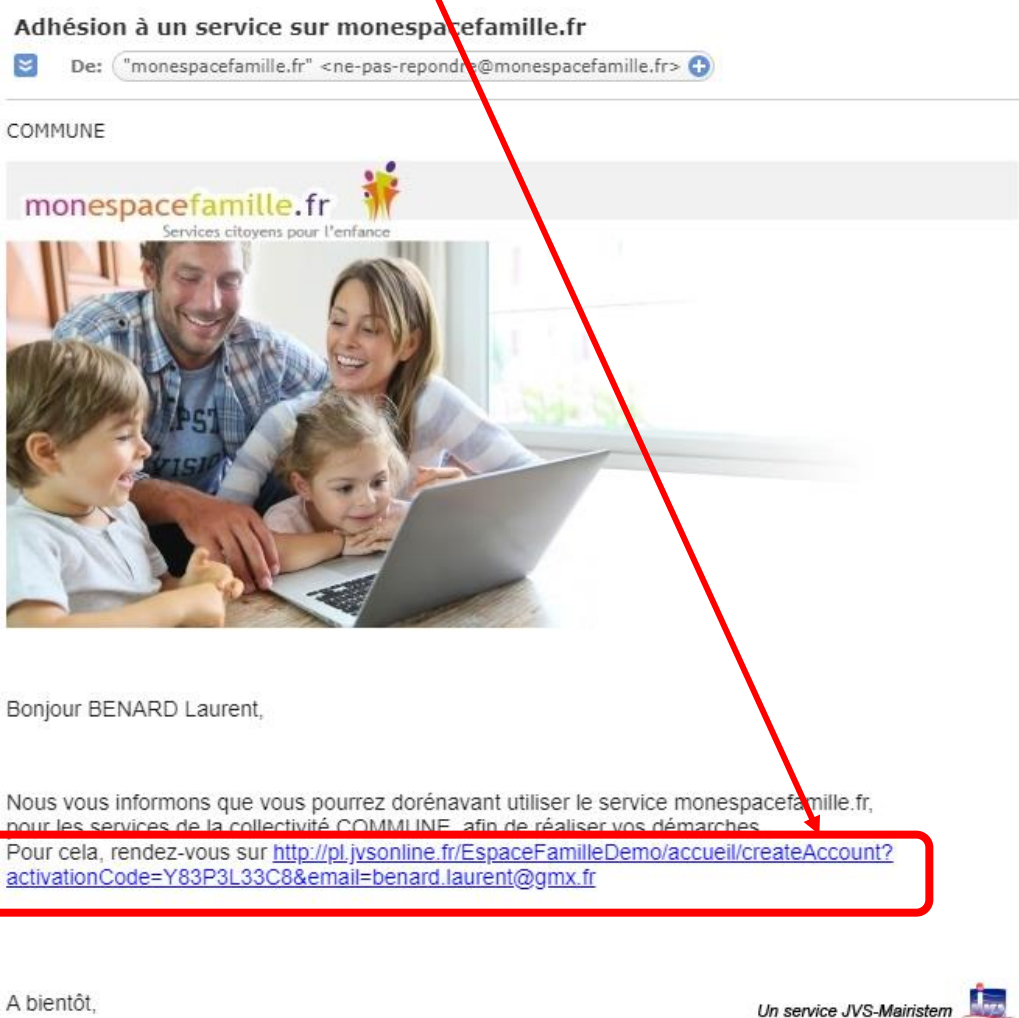 Adhésion à un service sur monespacefamille.fr
De: "monespacefamille.fr" <ne-pas-repondre@monespacefamille.fr>
COMMUNE
monespacefamille.fr
Services citoyens pour l'enfance
Bonjour BENARD Laurent,
Nous vous informons que vous pourrez dorénavant utiliser le service monespacefamille.fr,
pour les services de la collectivité COMMUNE, afin de réaliser vos démarches.
Pour cela, rendez-vous sur http://pl.jvsonline.fr/EspaceFamilleDemo/accueil/createAccount?
activationCode=Y83P3L33C8&email=benard.laurent@gmx.fr
A bientôt,
Un service JVS-Mairistem